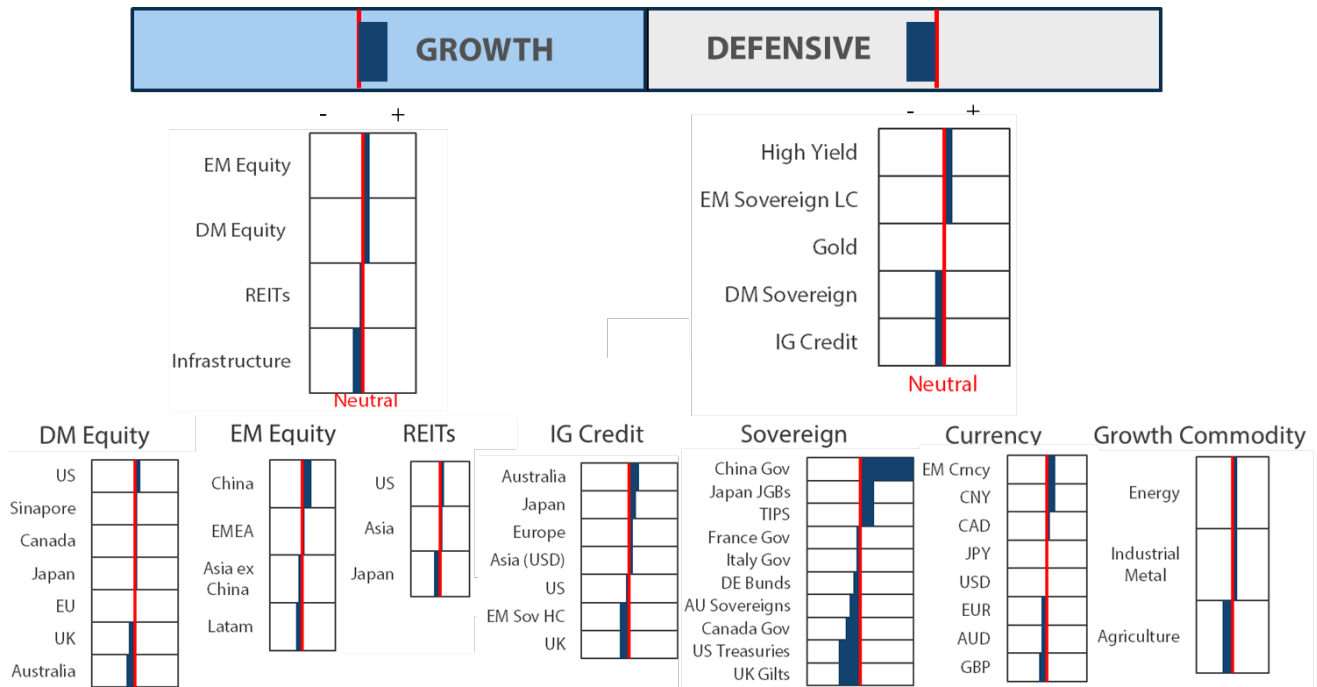 GROWTH
DEFENSIVE
- +
EM Equity
DM Equity
REITs
Infrastructure
Neutral
- +
High Yield
EM Sovereign LC
Gold
DM Sovereign
IG Credit
Neutral
DM Equity
US
Sinapore
Canada
Japan
EU
UK
Australia
EM Equity
China
EMEA
Asia ex
China
Latam
REITs
US
Asia
Japan
IG Credit
Australia
Japan
Europe
Asia (USD)
US
EM Sov HC
UK
Sovereign
China Gov
Japan JGBs
TIPS
France Gov
Italy Gov
DE Bunds
AU Sovereigns
Canada Gov
US Treasuries
UK Gilts
Currency
EM Crncy
CNY
CAD
JPY
USD
EUR
AUD
GBP
Growth Commodity
Energy
Industrial
Metal
Agriculture